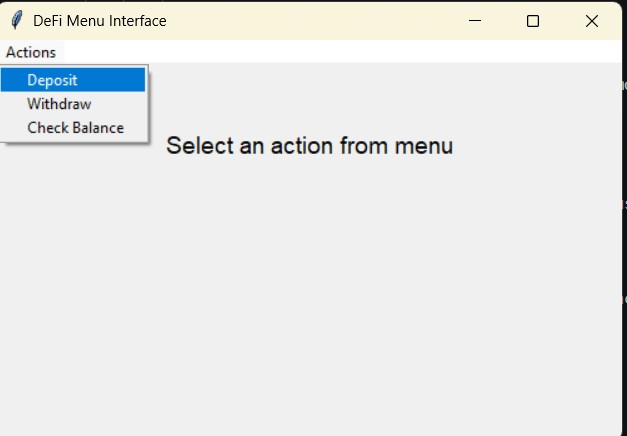 DeFi Menu Interface
Actions
Deposit
Withdraw
Check Balance
Select an action from menu